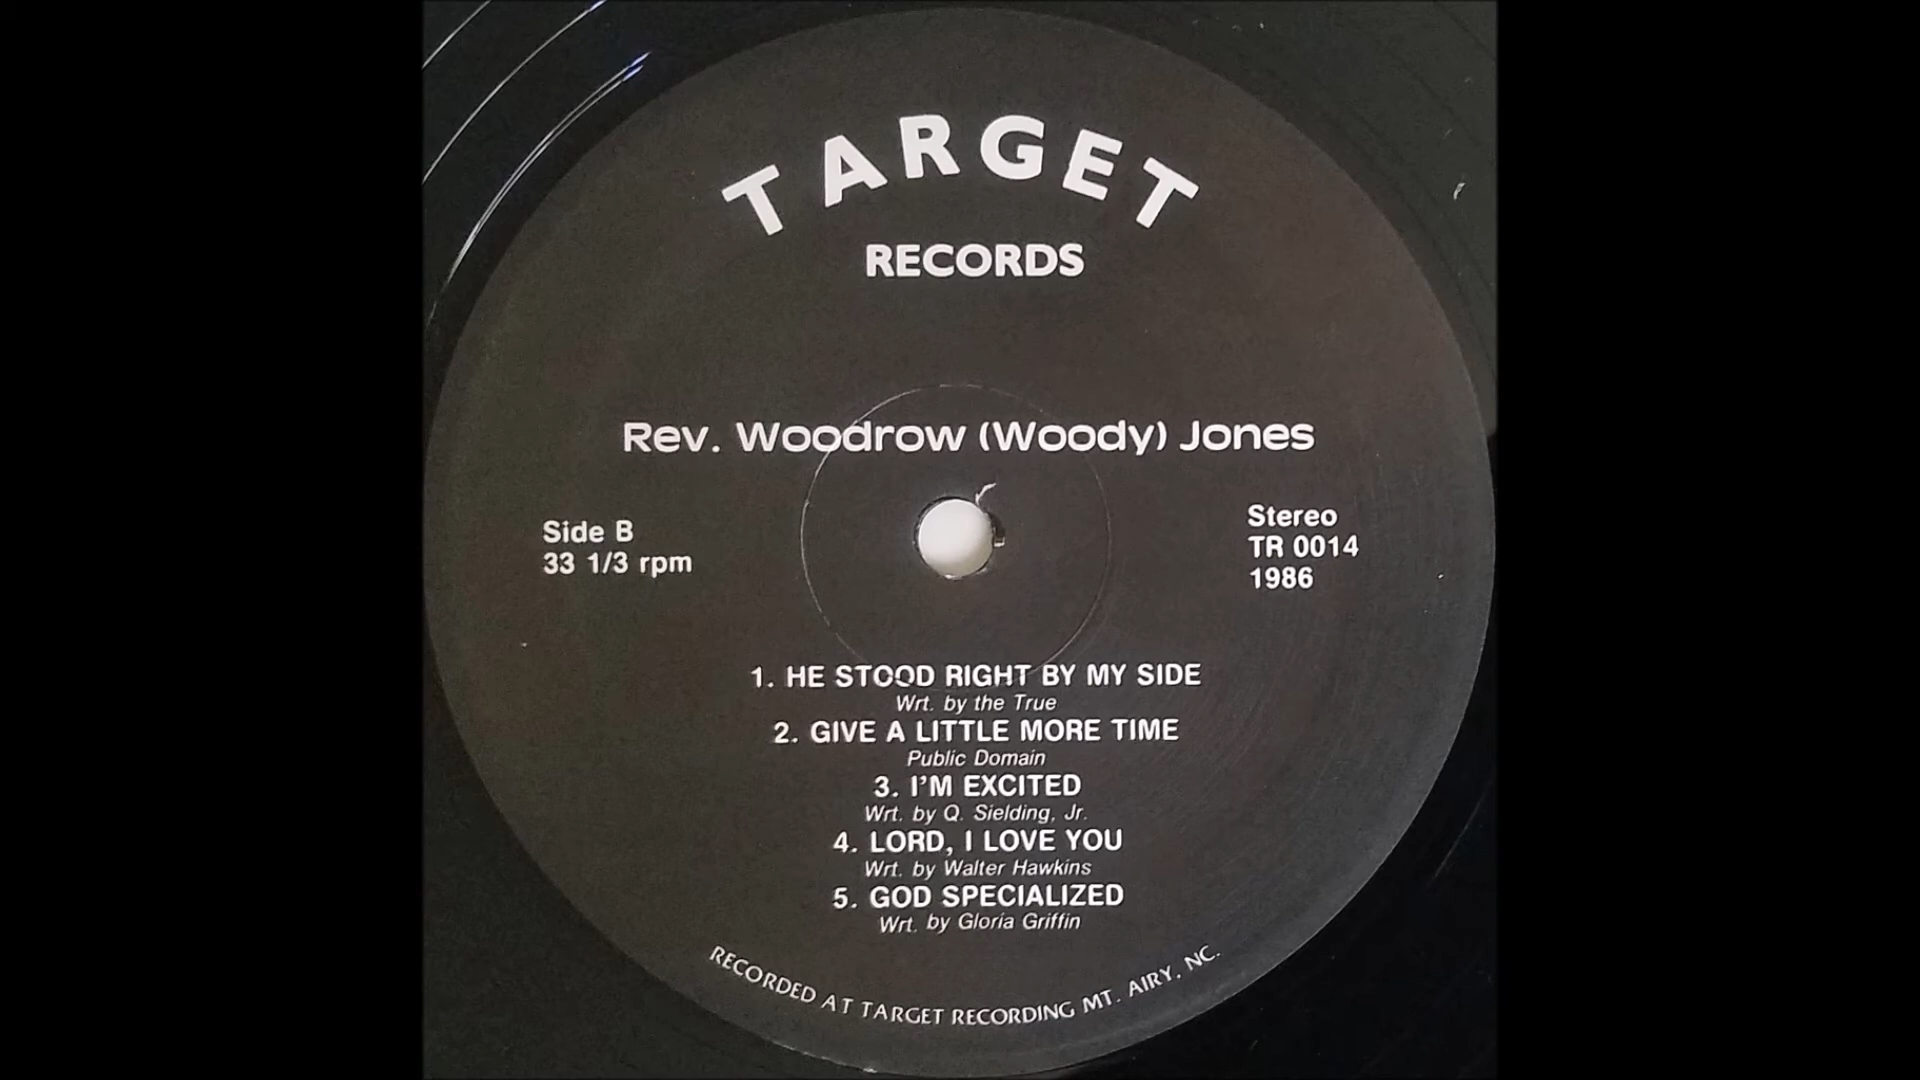 TARGET
RECORDS
Rev. Woodrow (Woody) Jones
Side B
33 1/3 rpm
Stereo
TR 0014
1986
1. HE STOOD RIGHT BY MY SIDE
Wrt. by the True
2. GIVE A LITTLE MORE TIME
Public Domain
3. I'M EXCITED
Wrt. by Q. Sielding, Jr.
4. LORD, I LOVE YOU
Wrt. by Walter Hawkins
5. GOD SPECIALIZED
Wrt. by Gloria Griffin
RECORDED AT TARGET RECORDING MT. AIRY, NC.